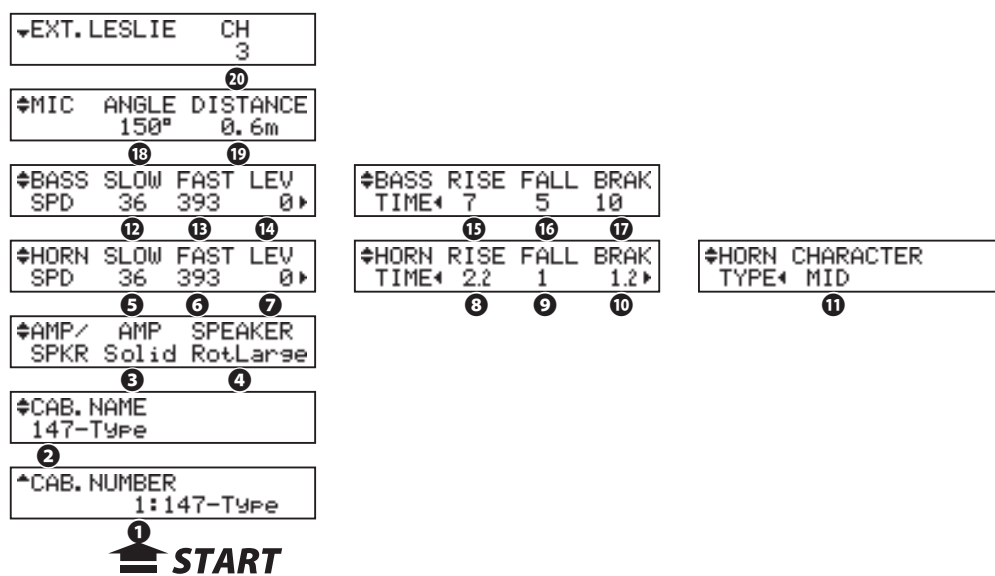 EXT. LESLIE CH
3
⑳
MIC ANGLE DISTANCE
150° 0.6m
⑱ ⑲
BASS SLOW FAST LEV
SPD 36 393 0
⑫ ⑬ ⑭
BASS RISE FALL BRAK
TIME 7 5 10
⑮ ⑯ ⑰
HORN SLOW FAST LEV
SPD 36 393 0
⑤ ⑥ ⑦
HORN RISE FALL BRAK
TIME 2.2 1 1.2
⑧ ⑨ ⑩
HORN CHARACTER
TYPE MID
⑪
AMP/ AMP SPEAKER
SPKR Solid RotLarge
③ ④
CAB. NAME
147-Type
②
CAB. NUMBER
1:147-Type
①
START